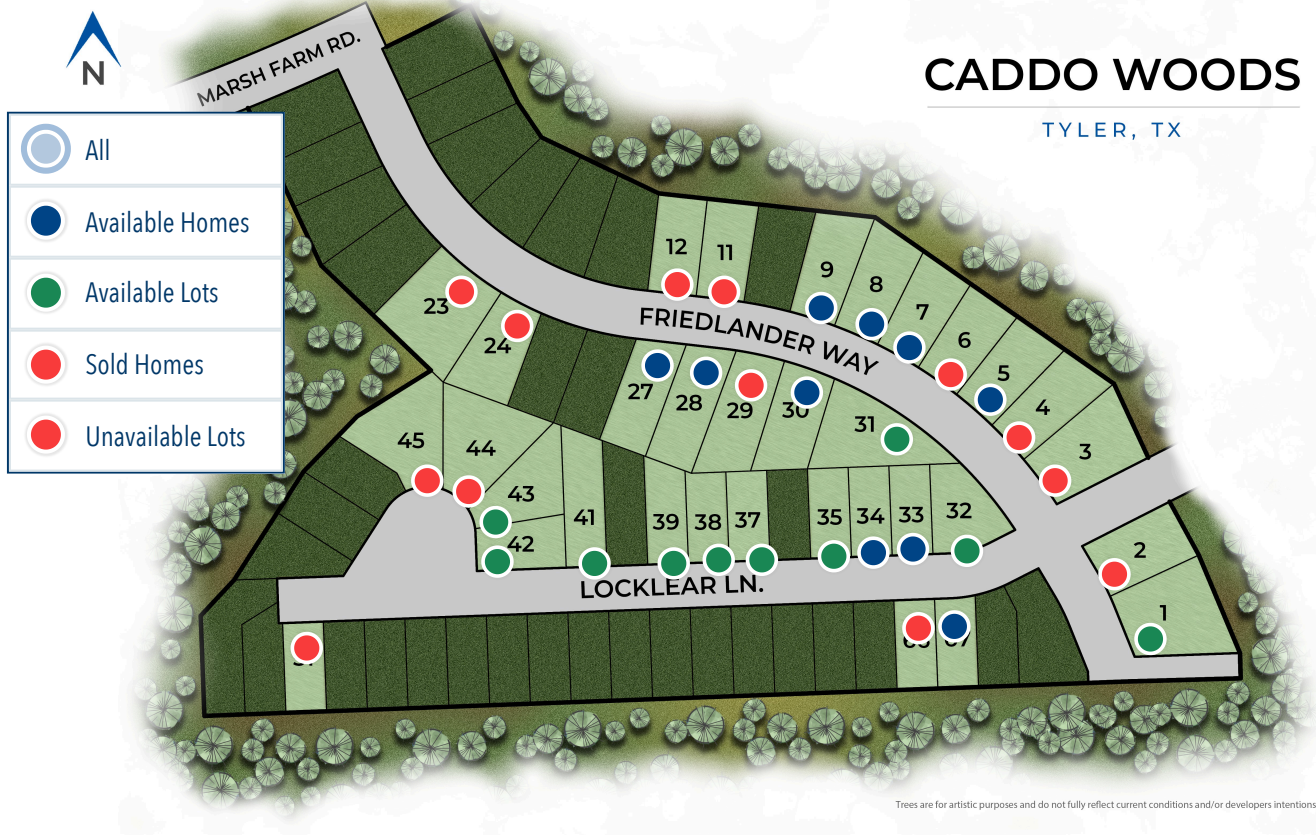 MARSH FARM RD.
N
CADDO WOODS
TYLER, TX
All
Available Homes
Available Lots
Sold Homes
Unavailable Lots
12
11
9
8
7
6
5
4
3
23
24
FRIEDLANDER WAY
27
28
29
30
31
45
44
43
42
41
39
38
37
35
34
33
32
2
1
LOCKLEAR LN.
Trees are for artistic purposes and do not fully reflect current conditions and/or developers intentions